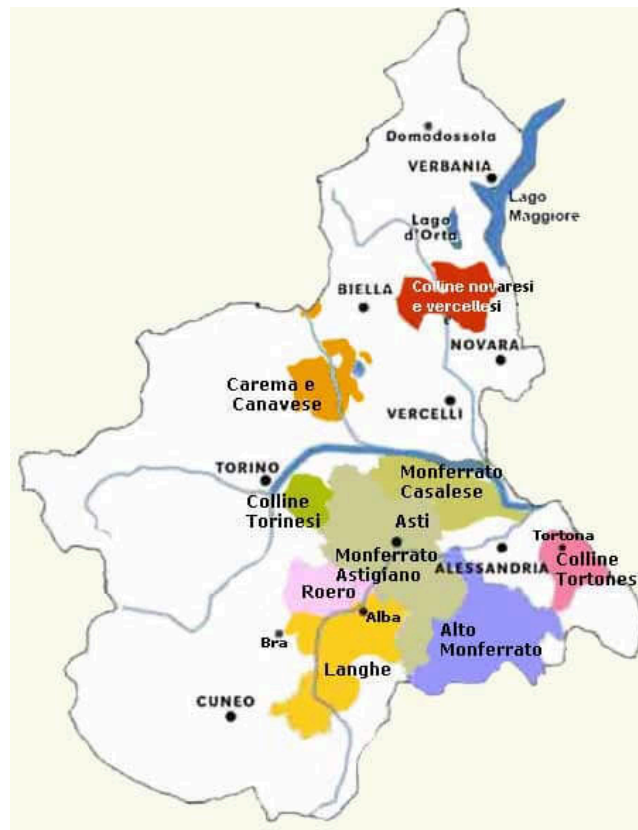 Domodossola
VERBANIA
Lago
Maggiore
Lago
d'Orta
Colline novaresi
e vercellesi
BIELLA
NOVARA
Carema e
Canavese
VERCELLI
TORINO
Monferrato
Casalese
Colline
Torinesi
Asti
Tortona
Monferrato
Astigiano
ALESSANDRIA
Colline
Tortones
Roero
Alba
Bra
Alto
Monferrato
Langhe
CUNEO